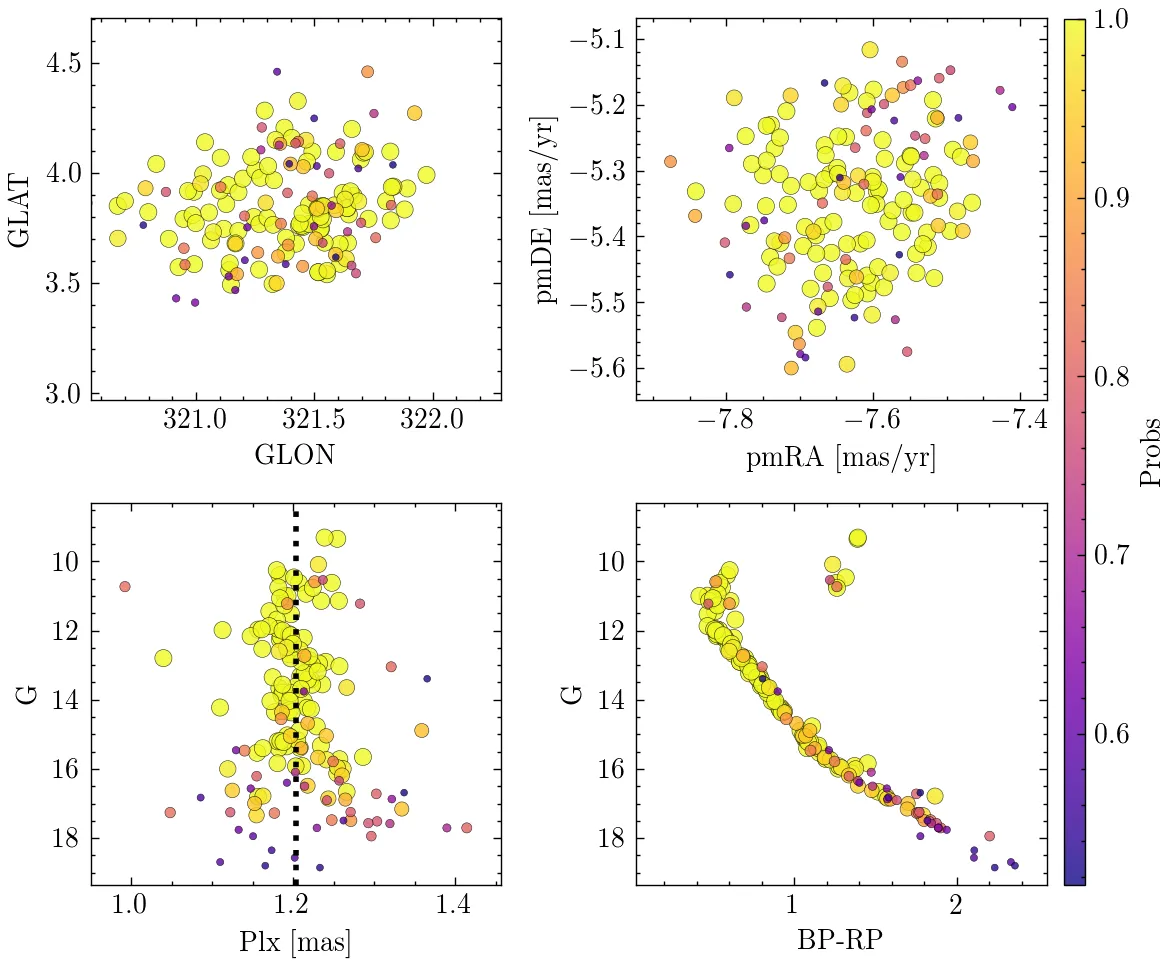 4.5
4.0
3.5
3.0
GLAT
321.0 321.5 322.0
GLON
−5.1
−5.2
−5.3
−5.4
−5.5
−5.6
pmDE [mas/yr]
−7.8 −7.6 −7.4
pmRA [mas/yr]
10
12
14
16
18
G
1.0 1.2 1.4
Plx [mas]
10
12
14
16
18
G
1 2
BP-RP
1.0
0.9
0.8
0.7
0.6
Probs